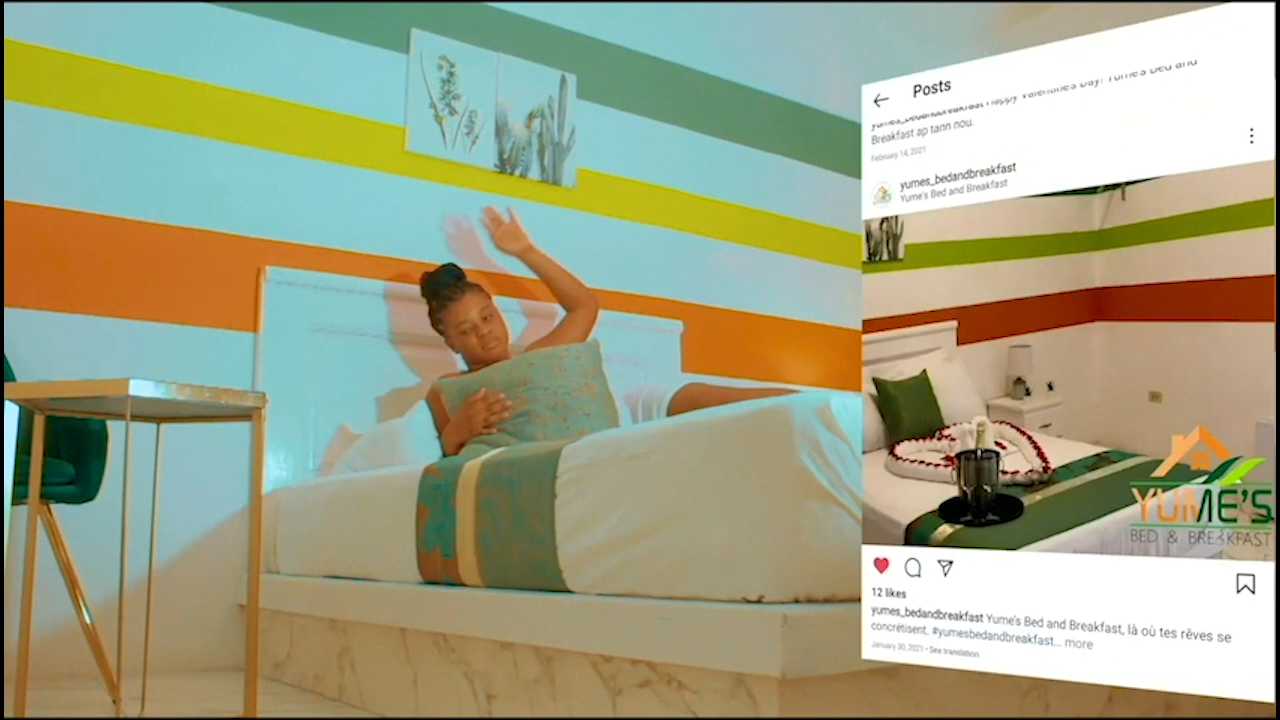 Posts
yumes_bedandbreakfast Happy Valentine's Day! Yume's Bed and
Breakfast ap tann nou.
February 14, 2021
yumes_bedandbreakfast
Yume's Bed and Breakfast
YUME'S
BED & BREAKFAST
12 likes
yumes_bedandbreakfast Yume's Bed and Breakfast, là où tes rêves se
concrétisent. #yumesbedandbreakfast... more
January 30, 2021 • See translation